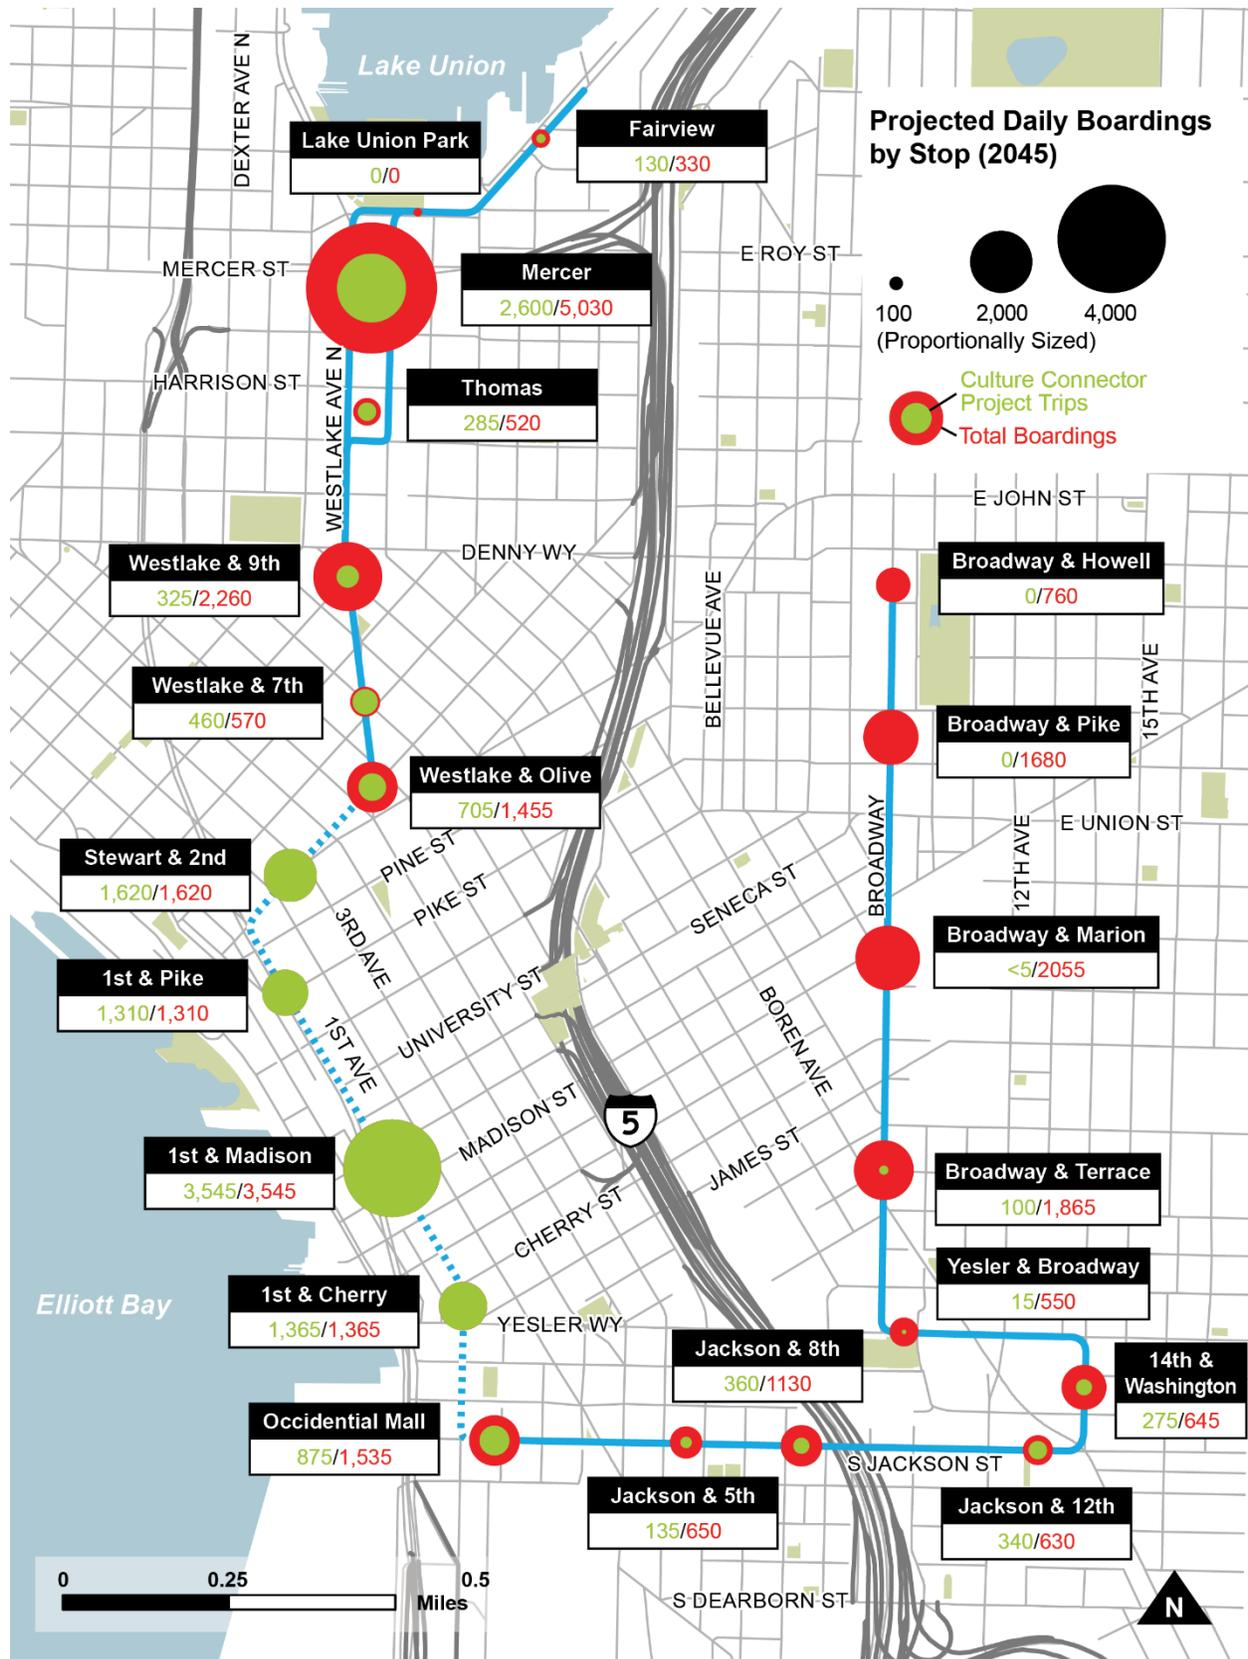 Lake Union
DEXTER AVE N
Projected Daily Boardings
by Stop (2045)
100
2,000
4,000
(Proportionally Sized)
Culture Connector
Project Trips
Total Boardings
Lake Union Park
0/0
Fairview
130/330
MERCER ST
Mercer
2,600/5,030
E ROY ST
HARRISON ST
WESTLAKE AVE N
Thomas
285/520
E JOHN ST
DENNY WY
Westlake & 9th
325/2,260
BELLEVUE AVE
Broadway & Howell
0/760
15TH AVE
Westlake & 7th
460/570
Broadway & Pike
0/1680
Westlake & Olive
705/1,455
BROADWAY
12TH AVE
E UNION ST
Stewart & 2nd
1,620/1,620
PINE ST
PIKE ST
3RD AVE
SENECA ST
Broadway & Marion
<5/2055
1st & Pike
1,310/1,310
1ST AVE
UNIVERSITY ST
BOREN AVE
MADISON ST
5
JAMES ST
1st & Madison
3,545/3,545
Broadway & Terrace
100/1,865
CHERRY ST
Elliott Bay
1st & Cherry
1,365/1,365
YESLER WY
Yesler & Broadway
15/550
Jackson & 8th
360/1130
14th &
Washington
275/645
Occidential Mall
875/1,535
S JACKSON ST
Jackson & 5th
135/650
Jackson & 12th
340/630
0
0.25
0.5
Miles
S DEARBORN ST
N